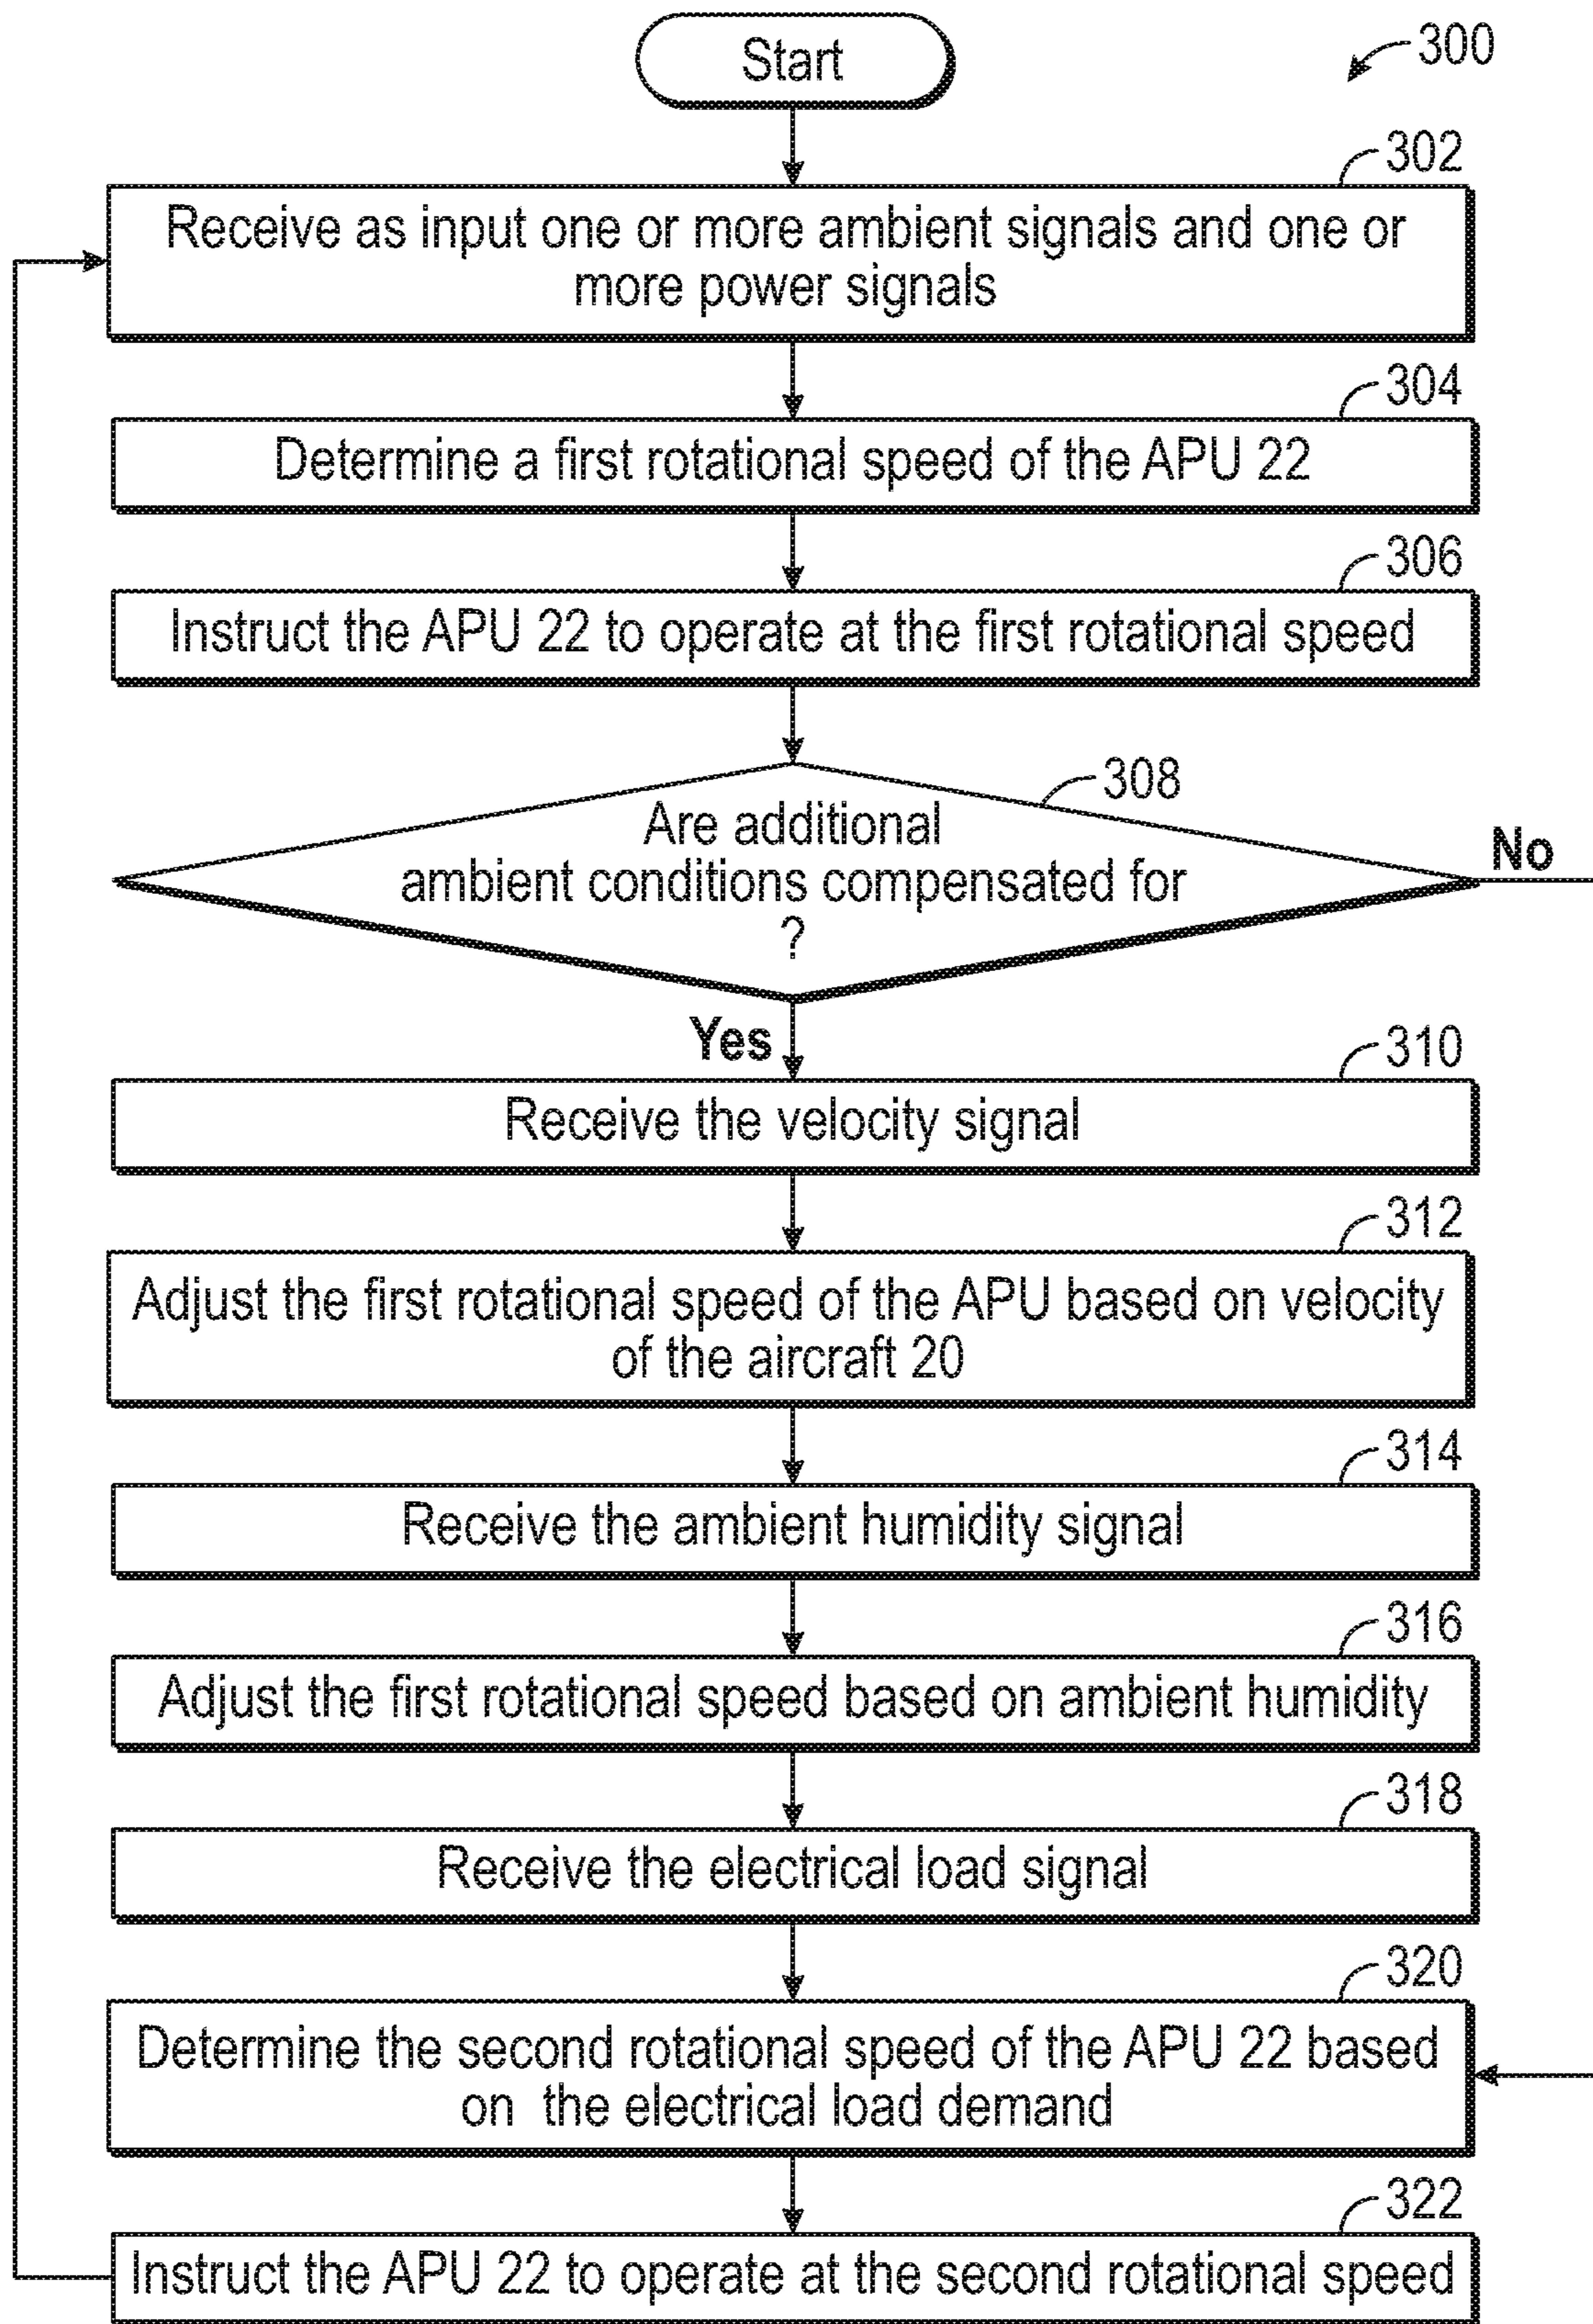 Start
300
302
Receive as input one or more ambient signals and one or
more power signals
304
Determine a first rotational speed of the APU 22
306
Instruct the APU 22 to operate at the first rotational speed
308
Are additional
ambient conditions compensated for
?
No
Yes
310
Receive the velocity signal
312
Adjust the first rotational speed of the APU based on velocity
of the aircraft 20
314
Receive the ambient humidity signal
316
Adjust the first rotational speed based on ambient humidity
318
Receive the electrical load signal
320
Determine the second rotational speed of the APU 22 based
on the electrical load demand
322
Instruct the APU 22 to operate at the second rotational speed